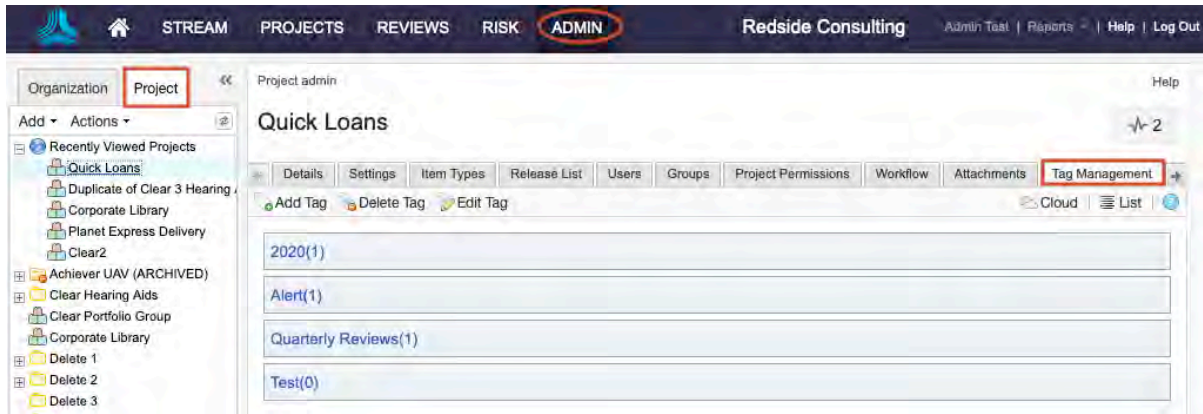 STREAM PROJECTS REVIEWS RISK ADMIN Redside Consulting Admin Test | Reports | Help | Log Out
Organization Project «
Project admin Help
Add Actions
Quick Loans 2
Recently Viewed Projects
Quick Loans
Duplicate of Clear 3 Hearing
Corporate Library
Planet Express Delivery
Clear2
Achiever UAV (ARCHIVED)
Clear Hearing Aids
Clear Portfolio Group
Corporate Library
Delete 1
Delete 2
Delete 3
Details Settings Item Types Release List Users Groups Project Permissions Workflow Attachments Tag Management
Add Tag Delete Tag Edit Tag Cloud List
2020(1)
Alert(1)
Quarterly Reviews(1)
Test(0)